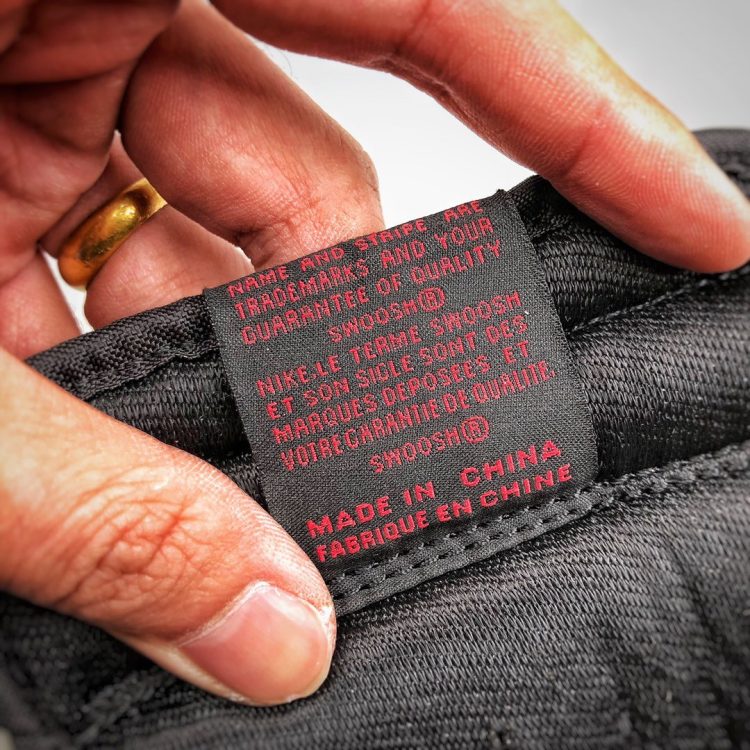 NAME AND STRIPE ARE
TRADEMARKS AND YOUR
GUARANTEE OF QUALITY
SWOOSH®
NIKE.LE TERME SWOOSH
ET SON SIGLE SONT DES
MARQUES DEPOSEES ET
VOTRE GARANTIE DE QUALITE.
SWOOSH®
MADE IN CHINA
FABRIQUE EN CHINE